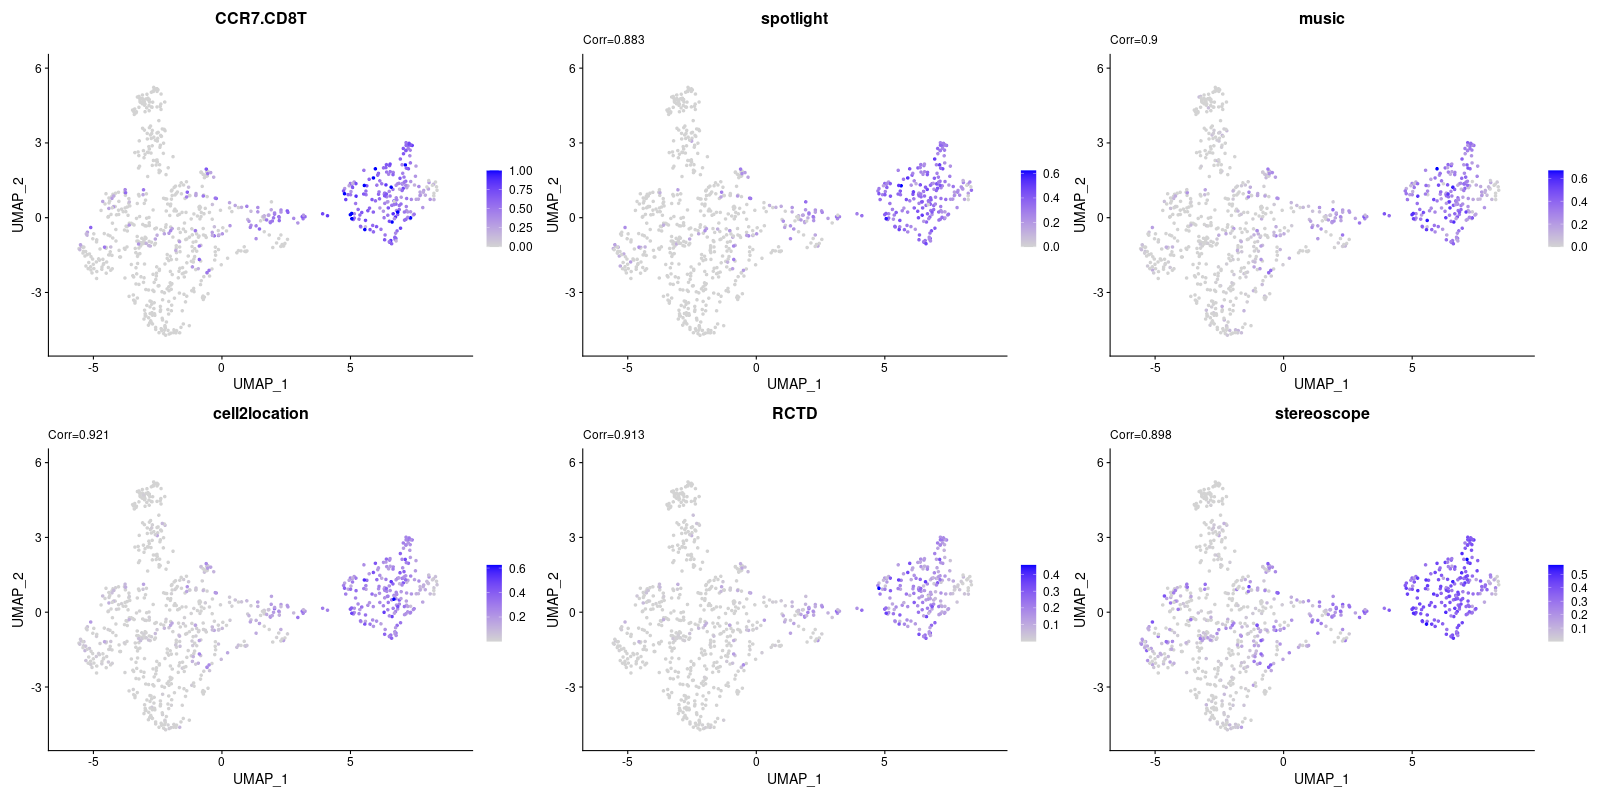 CCR7.CD8T
6
3
0
-3
UMAP_2
-5
0
5
UMAP_1
1.00
0.75
0.50
0.25
0.00
spotlight
Corr=0.883
6
3
0
-3
UMAP_2
-5
0
5
UMAP_1
0.6
0.4
0.2
0.0
music
Corr=0.9
6
3
0
-3
UMAP_2
-5
0
5
UMAP_1
0.6
0.4
0.2
0.0
cell2location
Corr=0.921
6
3
0
-3
UMAP_2
-5
0
5
UMAP_1
0.6
0.4
0.2
RCTD
Corr=0.913
6
3
0
-3
UMAP_2
-5
0
5
UMAP_1
0.4
0.3
0.2
0.1
stereoscope
Corr=0.898
6
3
0
-3
UMAP_2
-5
0
5
UMAP_1
0.5
0.4
0.3
0.2
0.1